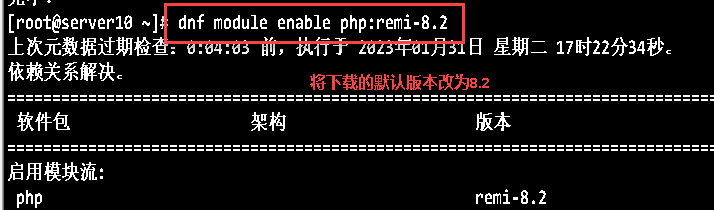 完毕！
[root@server10 ~]# dnf module enable php:remi-8.2
上次元数据过期检查：0:04:03 前，执行于 2023年01月31日 星期二 17时22分34秒。
依赖关系解决。
将下载的默认版本改为8.2
================================================================================
软件包 架构 版本
================================================================================
启用模块流:
php remi-8.2